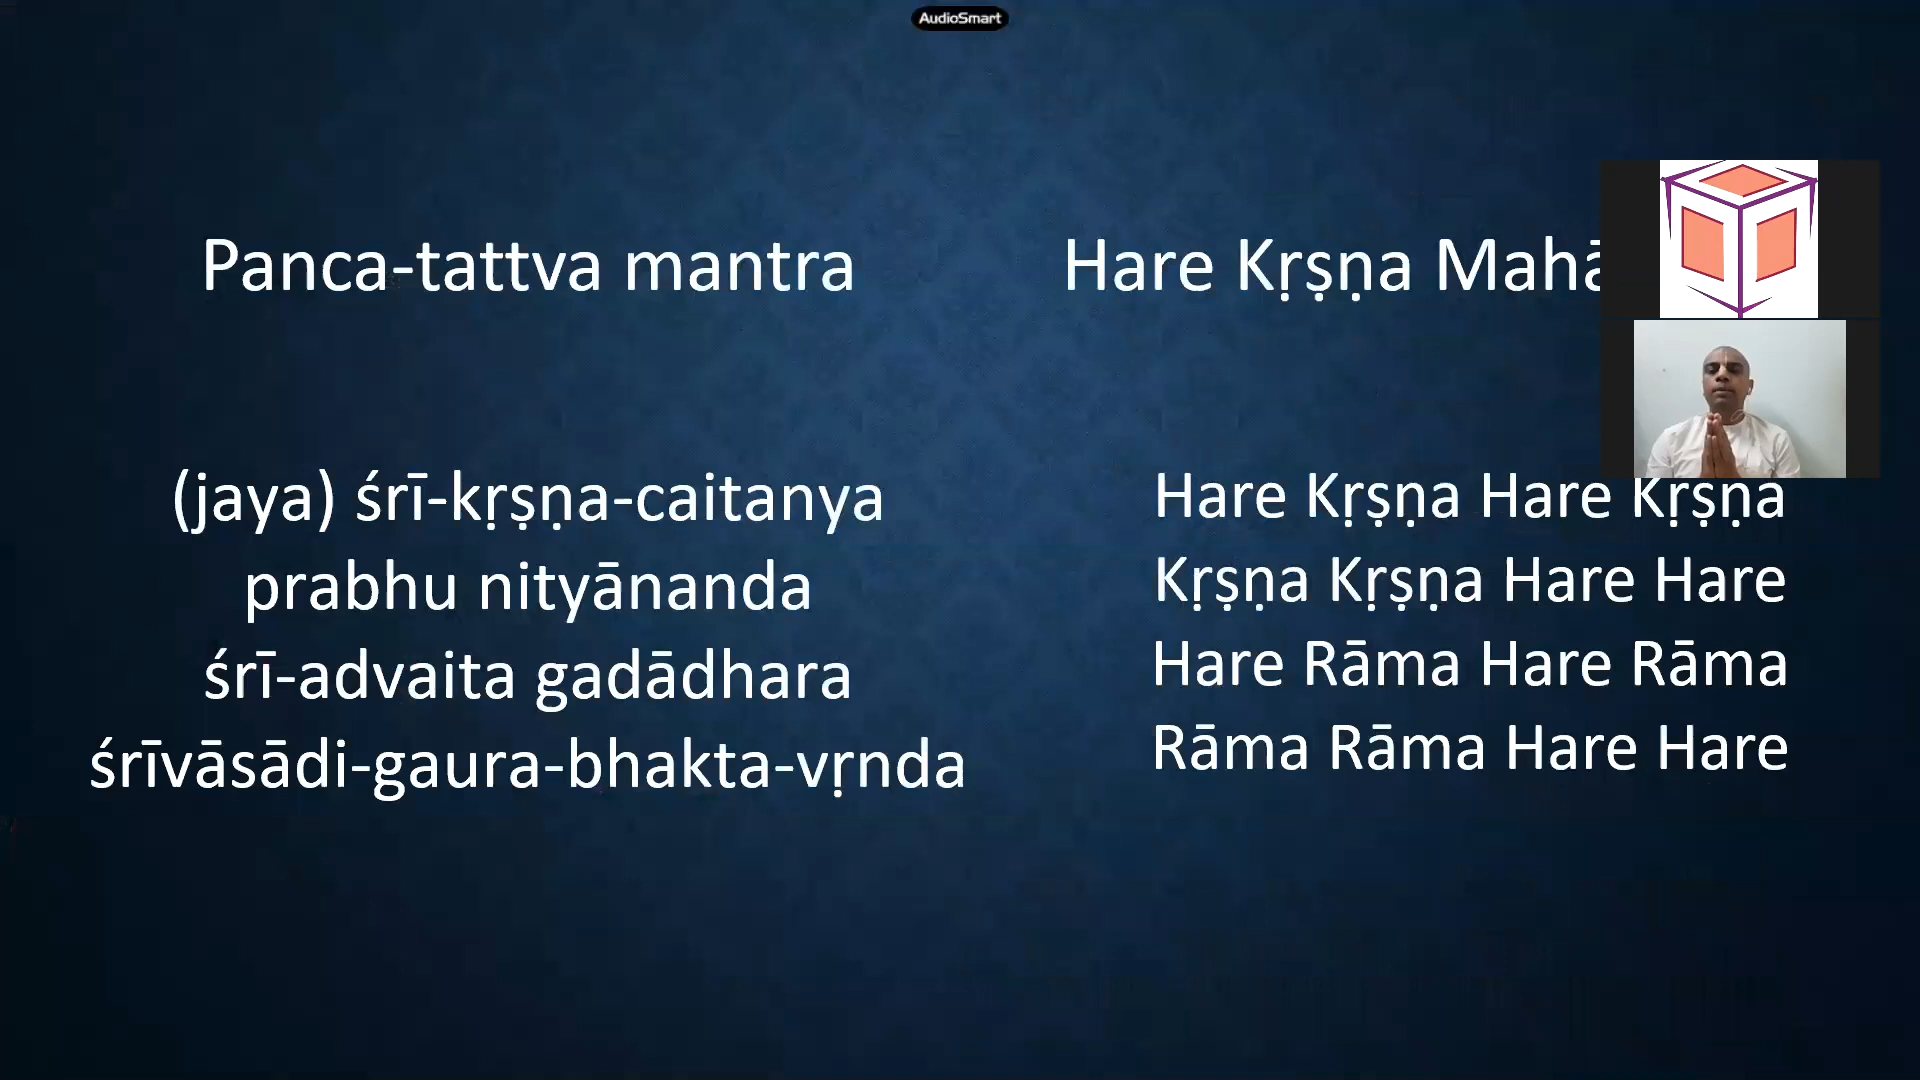 AudioSmart
Panca-tattva mantra
(jaya) śrī-kṛṣṇa-caitanya
prabhu nityānanda
śrī-advaita gadādhara
śrīvāsādi-gaura-bhakta-vṛnda
Hare Kṛṣṇa
Hare Kṛṣṇa Hare Kṛṣṇa
Kṛṣṇa Kṛṣṇa Hare Hare
Hare Rāma Hare Rāma
Rāma Rāma Hare Hare